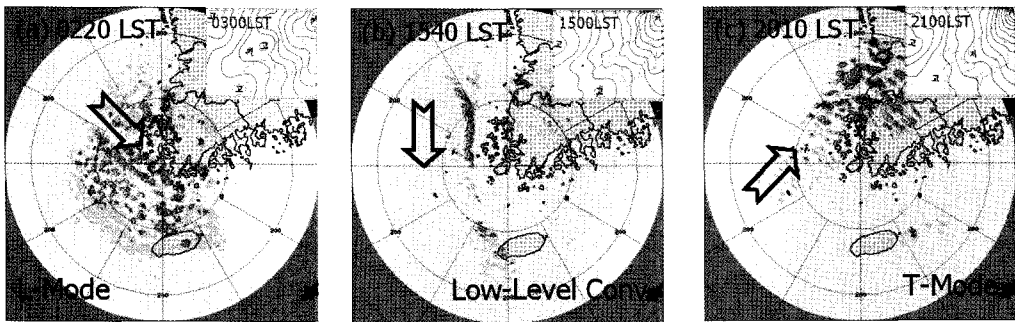 (a) 0220 LST
0300LST
L-Mode
(b) 1540 LST
1500LST
Low-Level Conv
(c) 2010 LST
2100LST
T-Mode